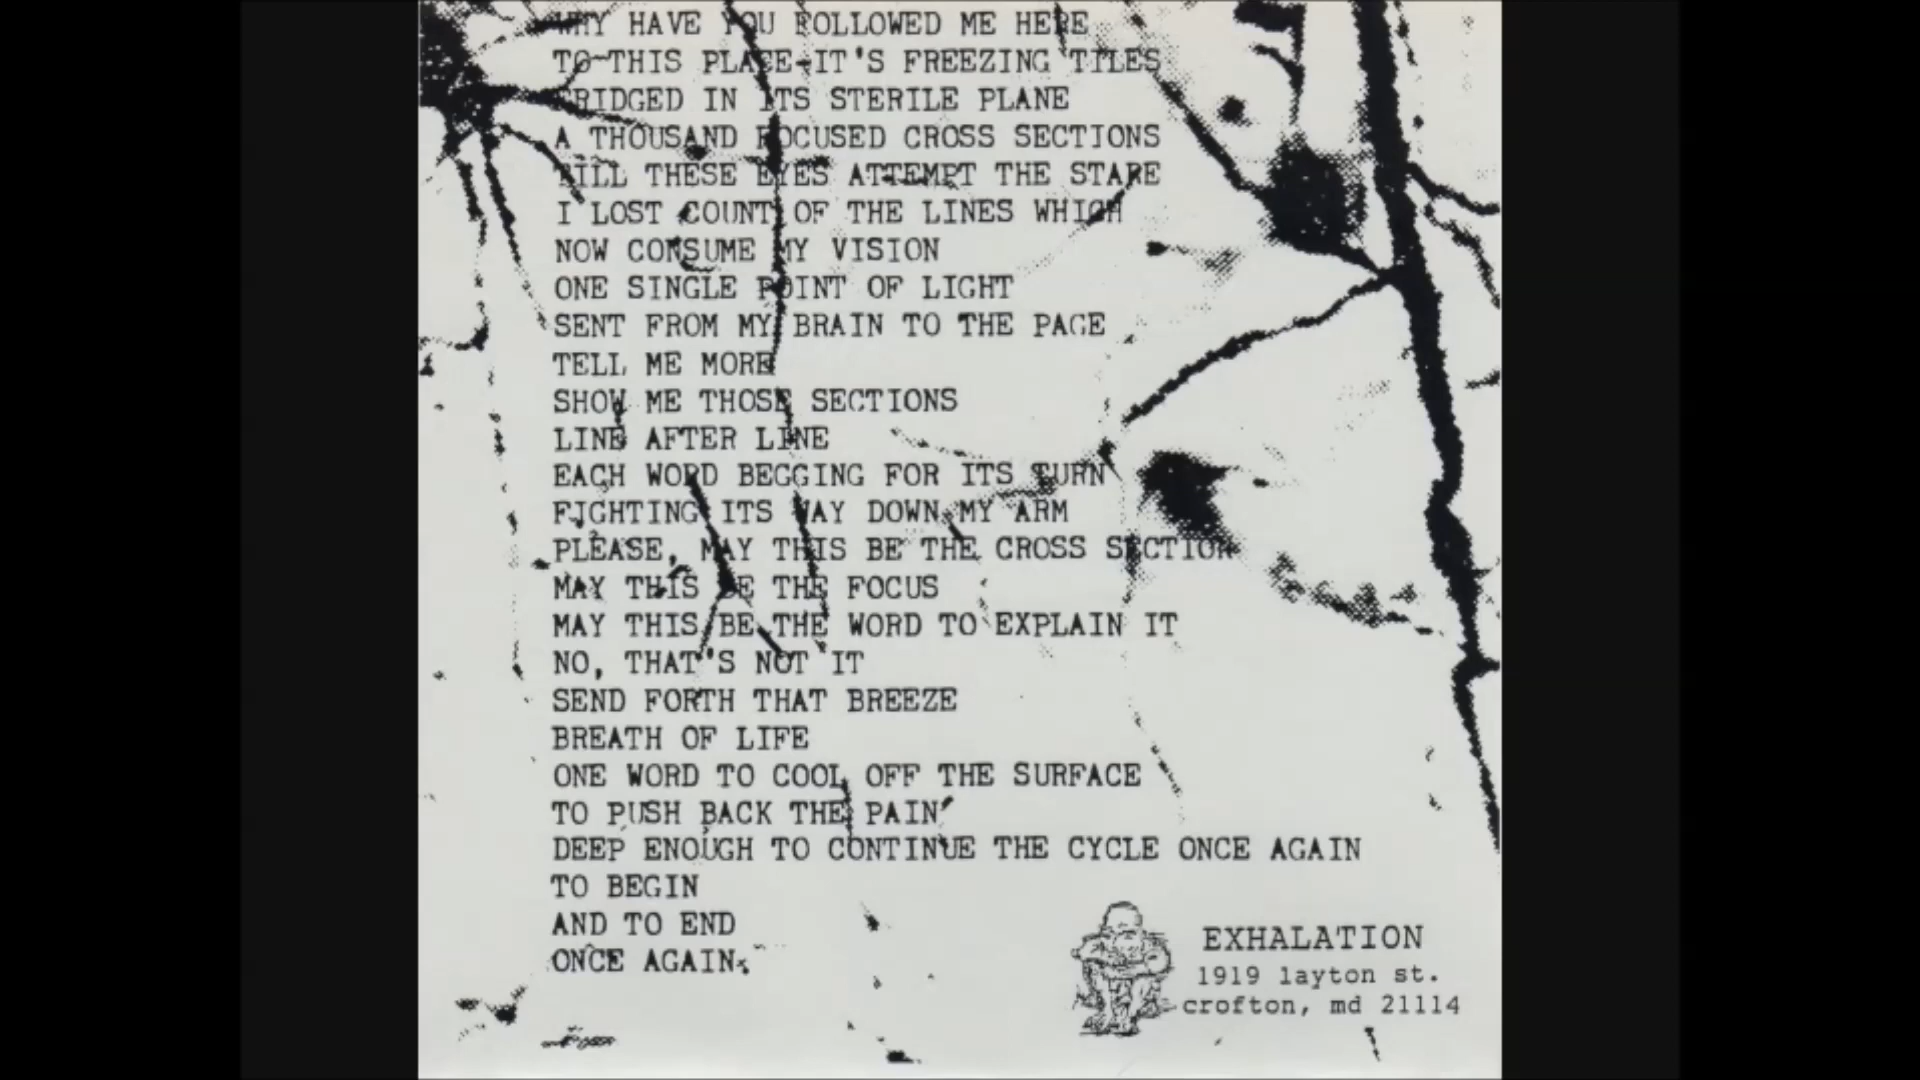 WHY HAVE YOU FOLLOWED ME HERE
TO THIS PLACE-IT'S FREEZING TILES
BRIDGED IN ITS STERILE PLANE
A THOUSAND FOCUSED CROSS SECTIONS
TILL THESE EYES ATTEMPT THE STARE
I LOST COUNT OF THE LINES WHICH
NOW CONSUME MY VISION
ONE SINGLE POINT OF LIGHT
SENT FROM MY BRAIN TO THE PAGE
TELL ME MORE
SHOW ME THOSE SECTIONS
LINE AFTER LINE
EACH WORD BEGGING FOR ITS TURN
FIGHTING ITS WAY DOWN MY ARM
PLEASE, MAY THIS BE THE CROSS SECTION
MAY THIS BE THE FOCUS
MAY THIS BE THE WORD TO EXPLAIN IT
NO, THAT'S NOT IT
SEND FORTH THAT BREEZE
BREATH OF LIFE
ONE WORD TO COOL OFF THE SURFACE
TO PUSH BACK THE PAIN
DEEP ENOUGH TO CONTINUE THE CYCLE ONCE AGAIN
TO BEGIN
AND TO END
ONCE AGAIN.
EXHALATION
1919 layton st.
crofton, md 21114